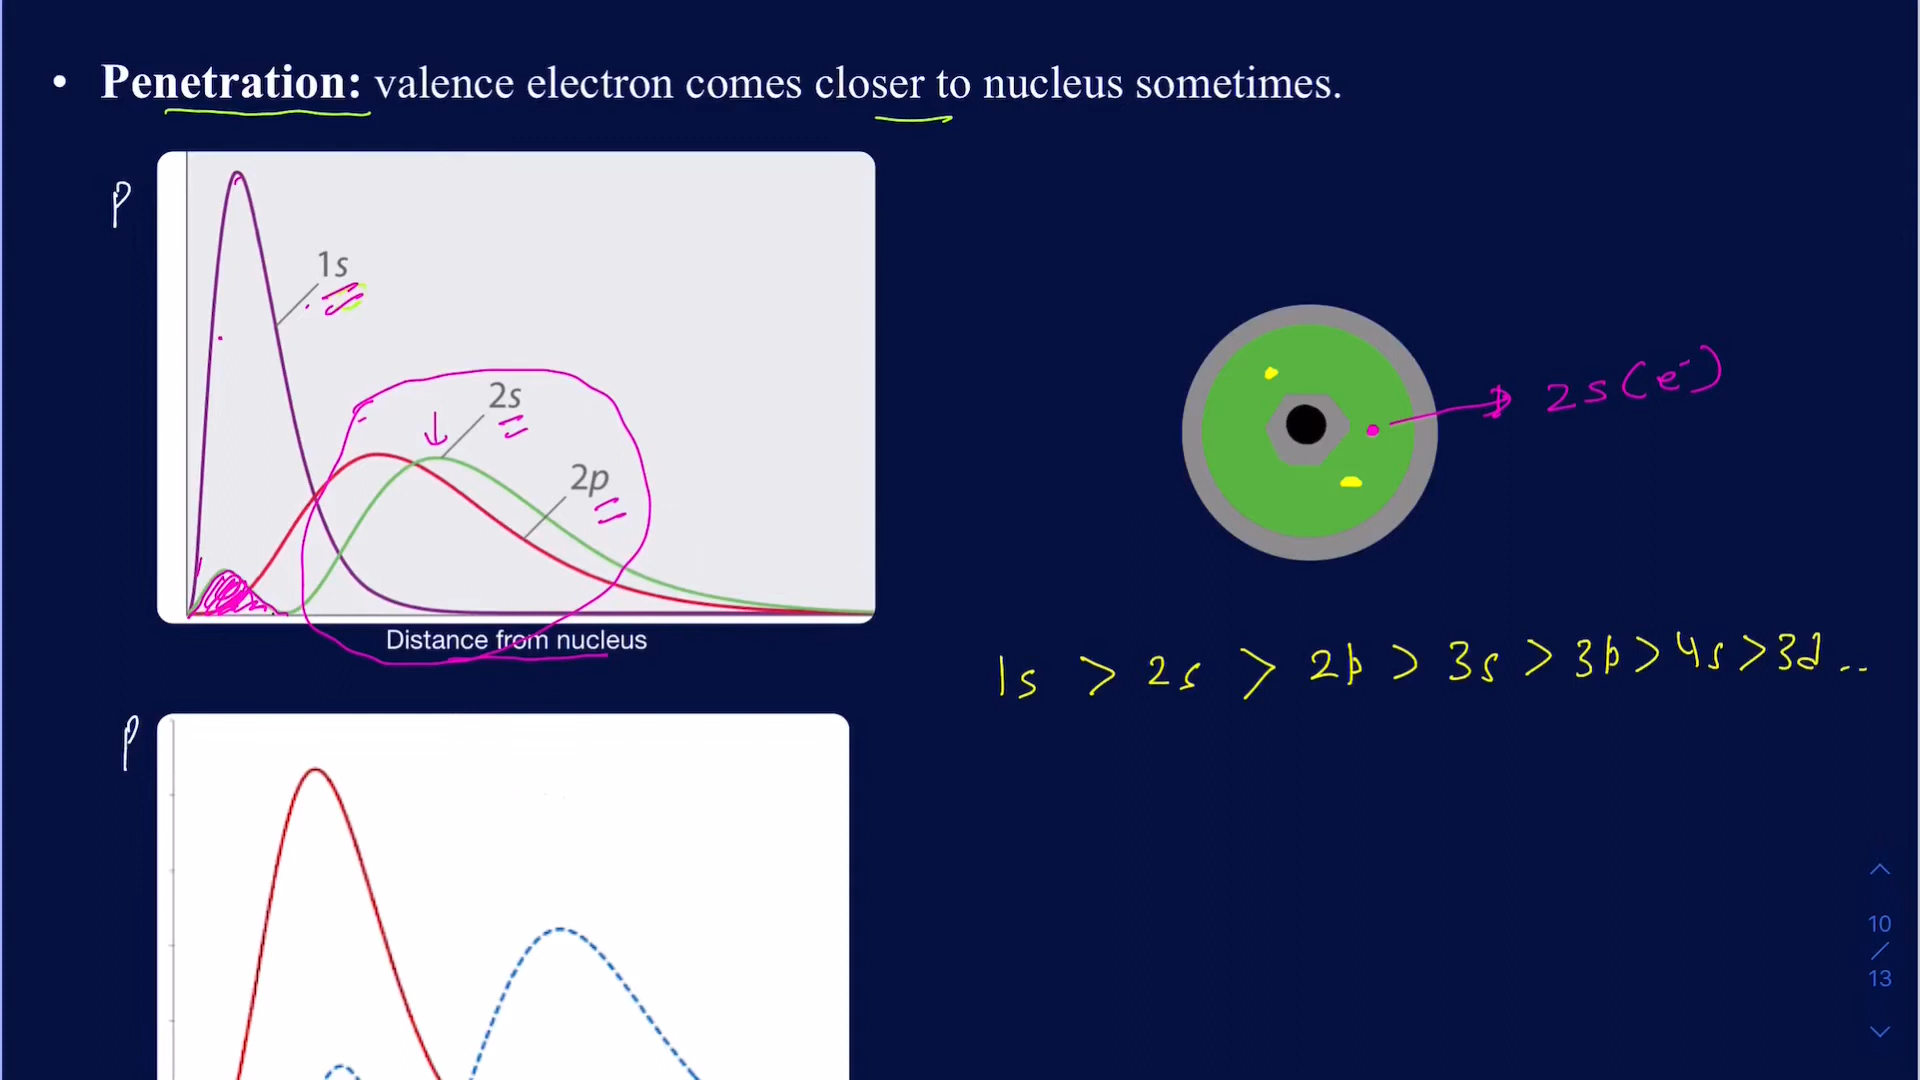 • Penetration: valence electron comes closer to nucleus sometimes.
P
1s
2s
2s(e⁻)
2p
Distance from nucleus
1s > 2s > 2p > 3s > 3p > 4s > 3d ..
P
10
/
13